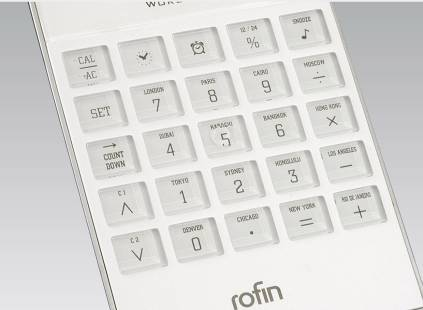 12 / 24
SNOOZE
CAL
AC
%
♪
LONDON
PARIS
CAIRO
MOSCOW
SET
7
8
9
÷
DUBAI
KARACHI
BANGKOK
HONG KONG
→
COUNT
DOWN
4
5
6
×
C 1
TOKYO
SYDNEY
HONOLULU
LOS ANGELES
∧
1
2
3
−
C 2
DENVER
CHICAGO
NEW YORK
RIO DE JANEIRO
∨
0
.
=
+
rofin